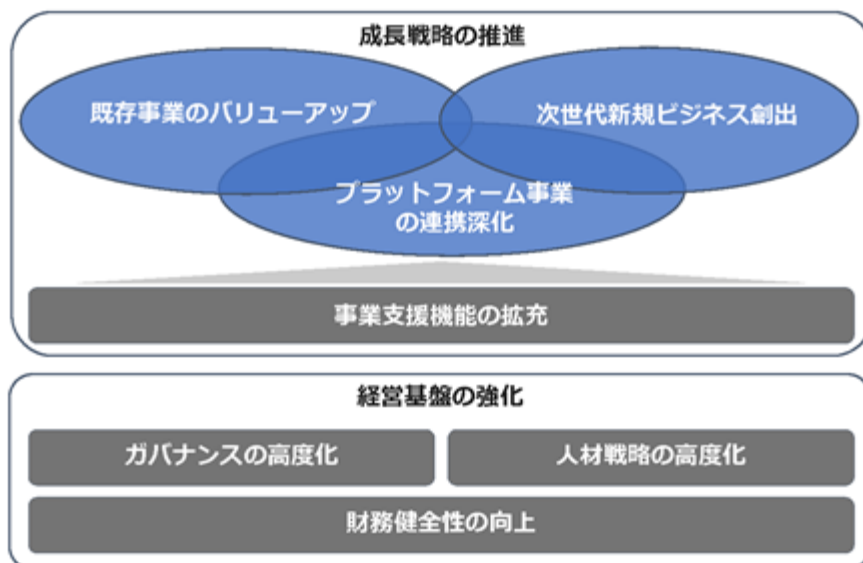 成長戦略の推進
既存事業のバリューアップ
次世代新規ビジネス創出
プラットフォーム事業
の連携深化
事業支援機能の拡充
経営基盤の強化
ガバナンスの高度化
人材戦略の高度化
財務健全性の向上